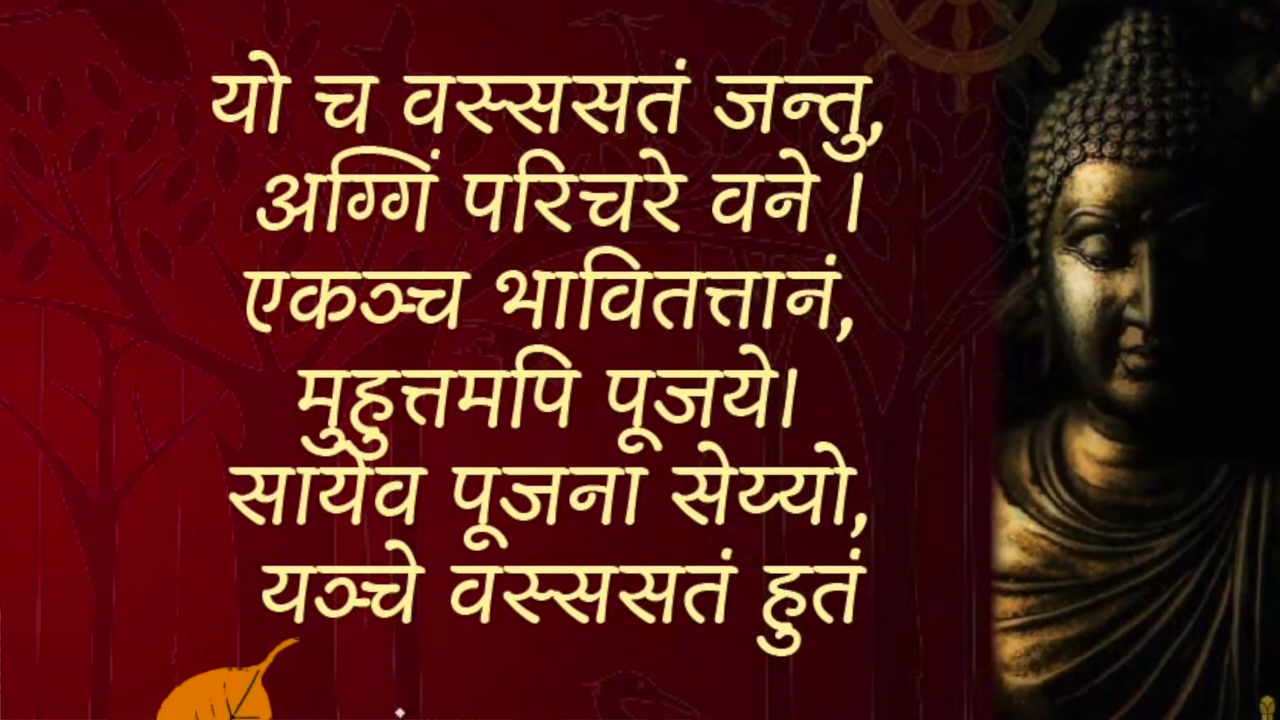 यो च वस्ससतं जन्तु,
अग्गिं परिचरे वने ।
एकञ्च भावितत्तानं,
मुहुत्तमपि पूजये।
सायेव पूजना सेय्यो,
यञ्चे वस्ससतं हुतं